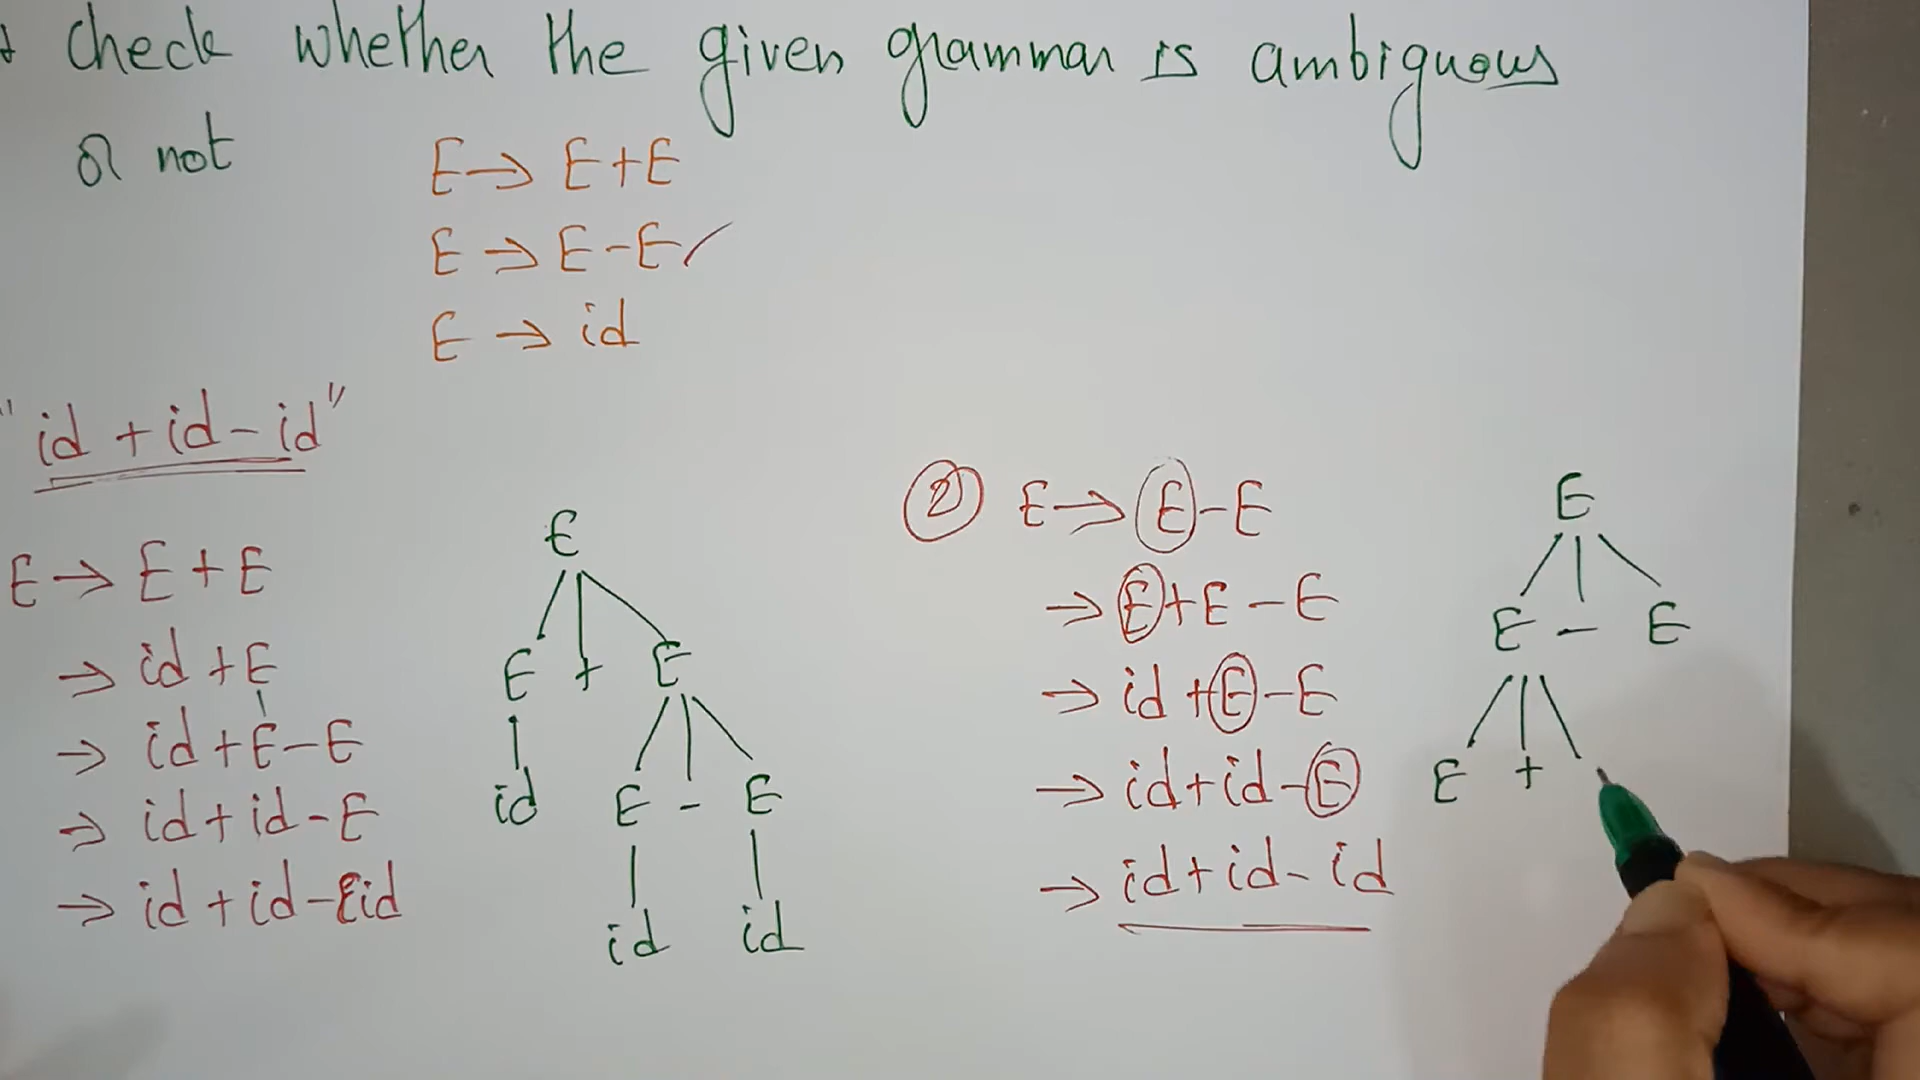 check whether the given grammar is ambiguous
or not
E → E+E
E → E-E
E → id
"id + id - id"
E → E + E
→ id + E
→ id + E - E
→ id + id - E
→ id + id - Eid
E
E + E
id E - E
id id
② E → E - E
→ E + E - E
→ id + E - E
→ id + id - E
→ id + id - id
E
E - E
E +